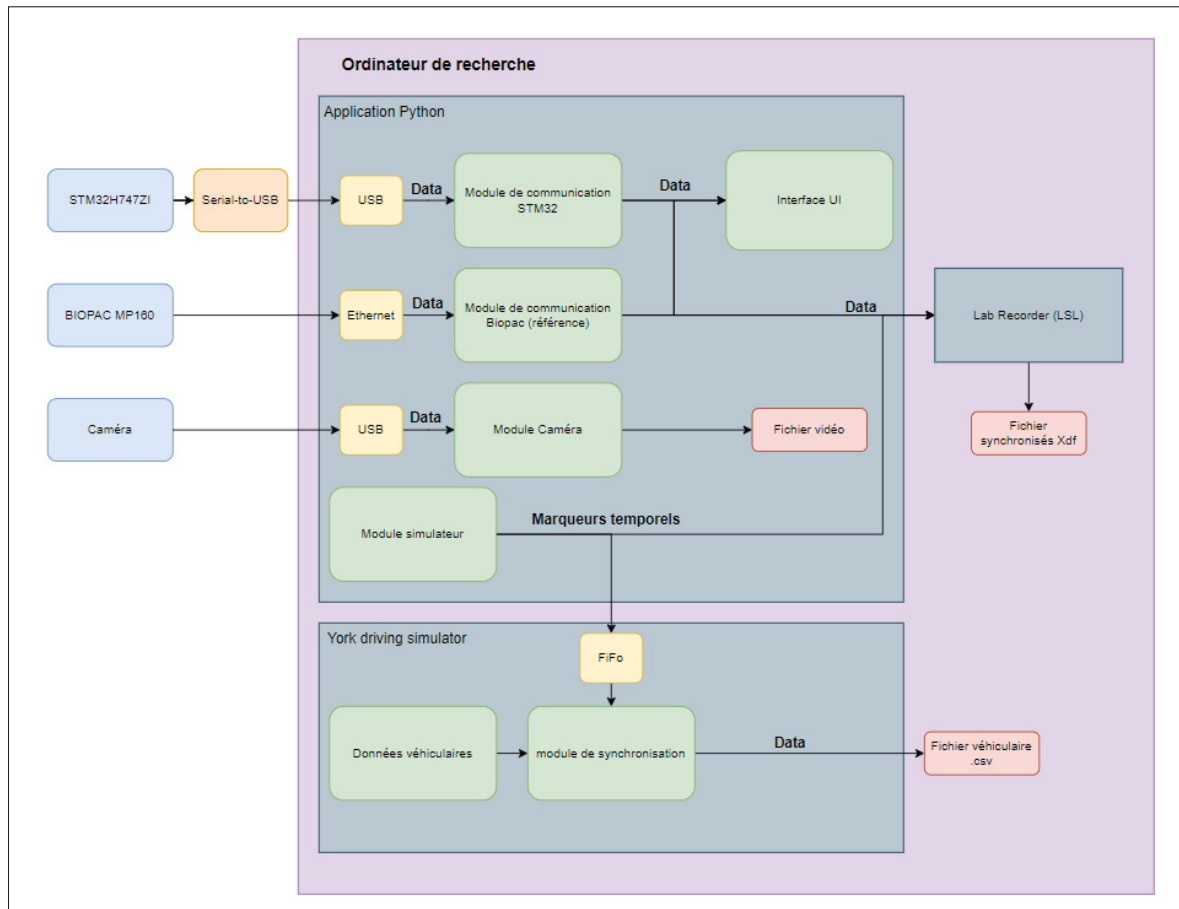 Ordinateur de recherche
Application Python
STM32H747ZI
Serial-to-USB
USB
Data
Module de communication
STM32
Data
Interface UI
BIOPAC MP160
Ethernet
Data
Module de communication
Biopac (référence)
Data
Lab Recorder (LSL)
Caméra
USB
Data
Module Caméra
Fichier vidéo
Fichier
synchronisés Xdf
Module simulateur
Marqueurs temporels
York driving simulator
FiFo
Données véhiculaires
module de synchronisation
Data
Fichier véhiculaire
.csv